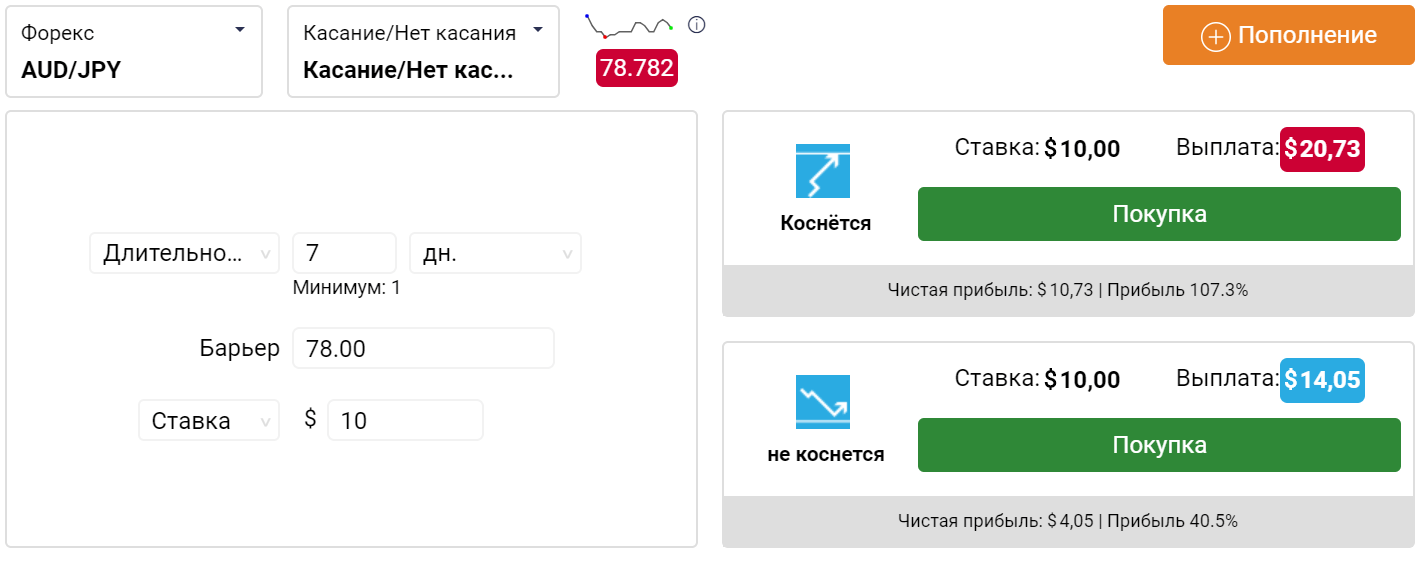 Форекс
AUD/JPY
Касание/Нет касания
Касание/Нет кас...
78.782
Пополнение
Длительно...
7
дн.
Минимум: 1
Барьер
78.00
Ставка
$
10
Ставка: $10,00
Выплата: $20,73
Коснётся
Покупка
Чистая прибыль: $10,73 | Прибыль 107.3%
Ставка: $10,00
Выплата: $14,05
не коснется
Покупка
Чистая прибыль: $4,05 | Прибыль 40.5%